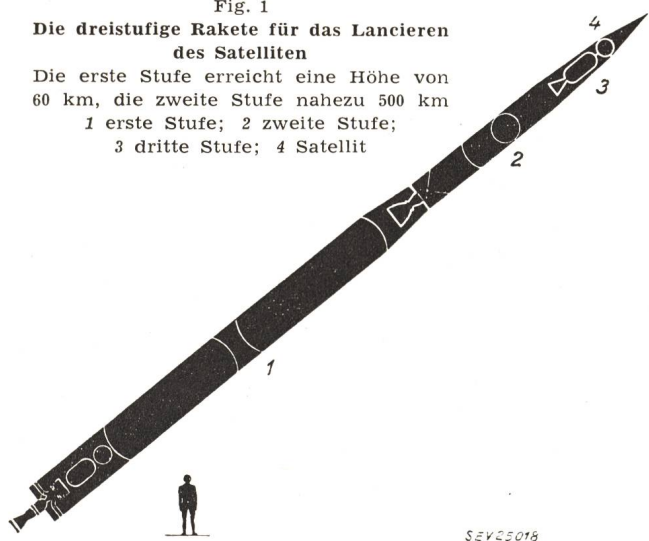 Fig. 1
Die dreistufige Rakete für das Lancieren
des Satelliten
Die erste Stufe erreicht eine Höhe von
60 km, die zweite Stufe nahezu 500 km
1 erste Stufe; 2 zweite Stufe;
3 dritte Stufe; 4 Satellit
4
3
2
1
SEV25018